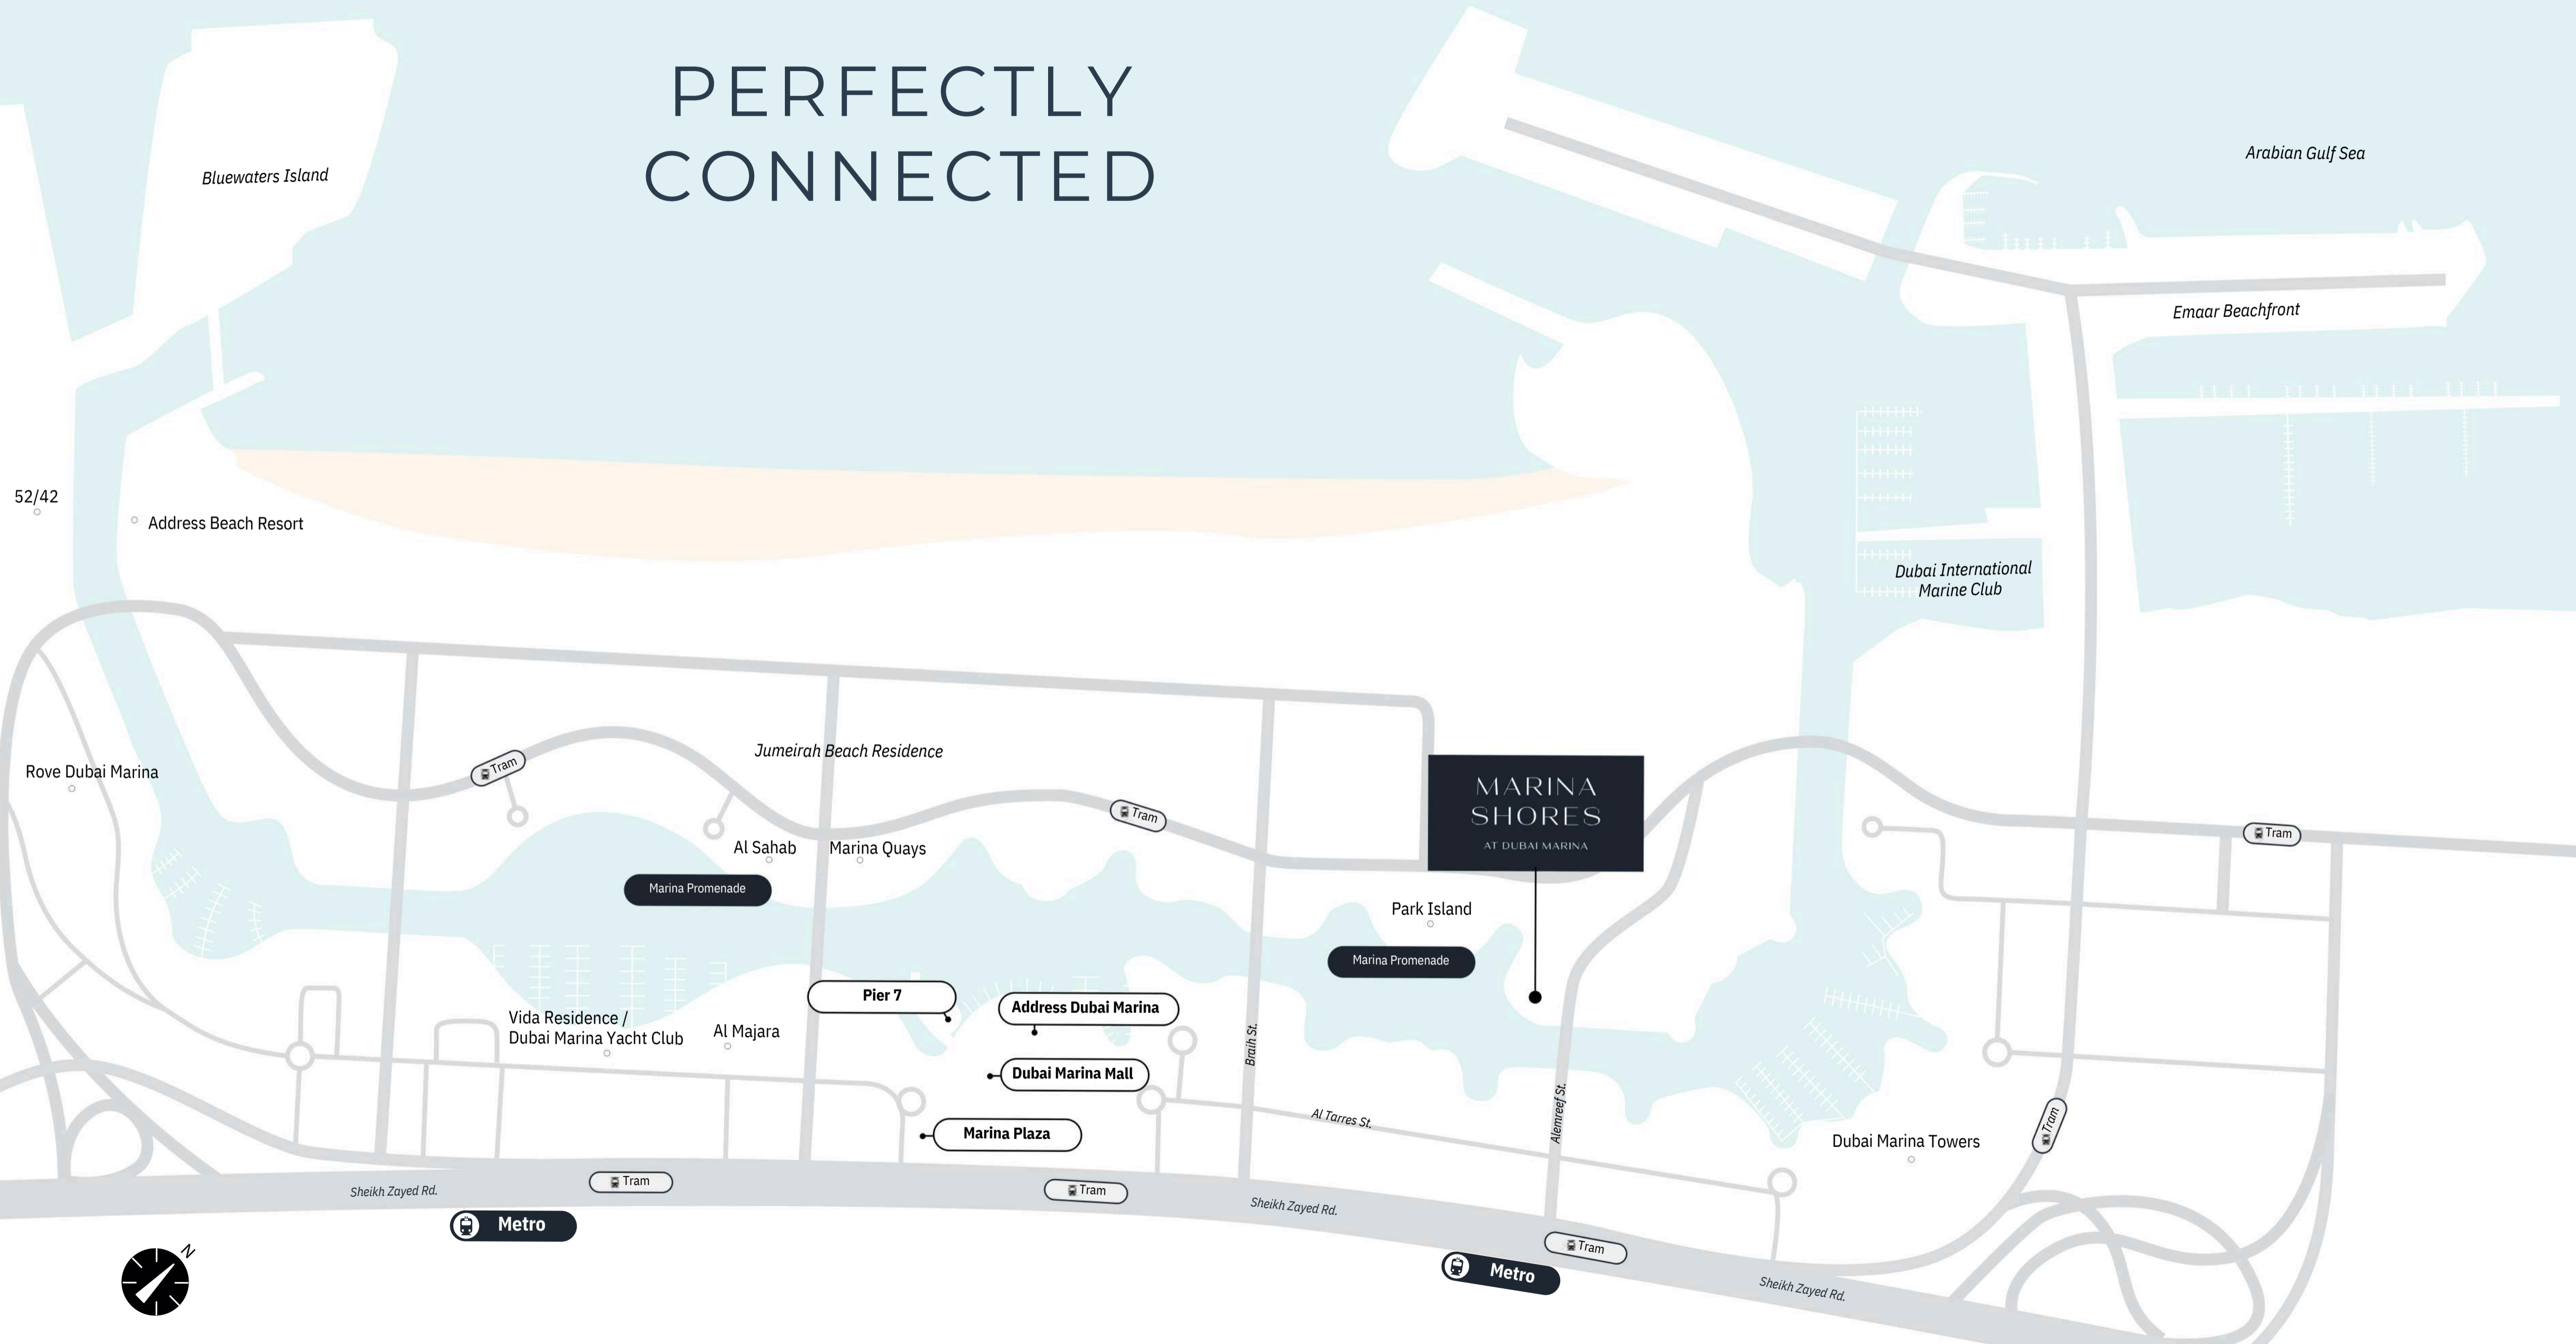 PERFECTLY
CONNECTED
Arabian Gulf Sea
Bluewaters Island
Emaar Beachfront
52/42
Address Beach Resort
Dubai International
Marine Club
Jumeirah Beach Residence
Tram
Rove Dubai Marina
MARINA
SHORES
AT DUBAI MARINA
Tram
Tram
Al Sahab
Marina Quays
Marina Promenade
Park Island
Marina Promenade
Pier 7
Address Dubai Marina
Vida Residence /
Dubai Marina Yacht Club
Al Majara
Braih St.
Dubai Marina Mall
Alemreef St.
Al Tarres St.
Tram
Marina Plaza
Dubai Marina Towers
Sheikh Zayed Rd.
Tram
Tram
Sheikh Zayed Rd.
Metro
Tram
N
Metro
Sheikh Zayed Rd.